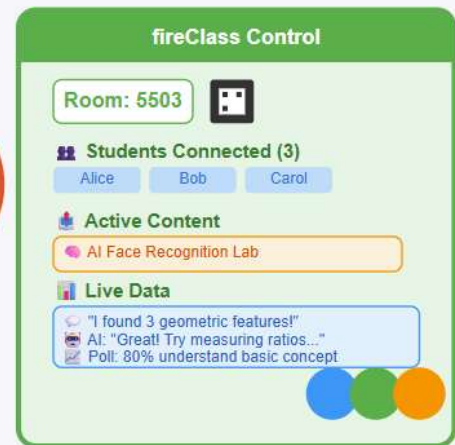 fireClass Control
Room: 5503
Students Connected (3)
Alice Bob Carol
Active Content
AI Face Recognition Lab
Live Data
"I found 3 geometric features!"
AI: "Great! Try measuring ratios..."
Poll: 80% understand basic concept